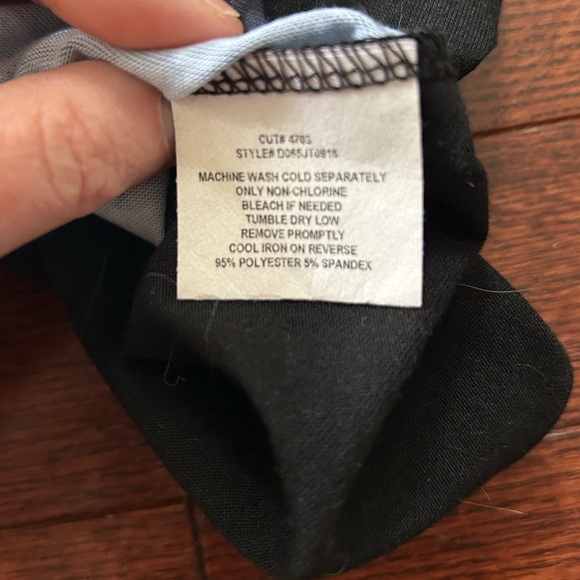 CUT# 4703
STYLE# D065JT0915
MACHINE WASH COLD SEPARATELY
ONLY NON-CHLORINE
BLEACH IF NEEDED
TUMBLE DRY LOW
REMOVE PROMPTLY
COOL IRON ON REVERSE
95% POLYESTER 5% SPANDEX